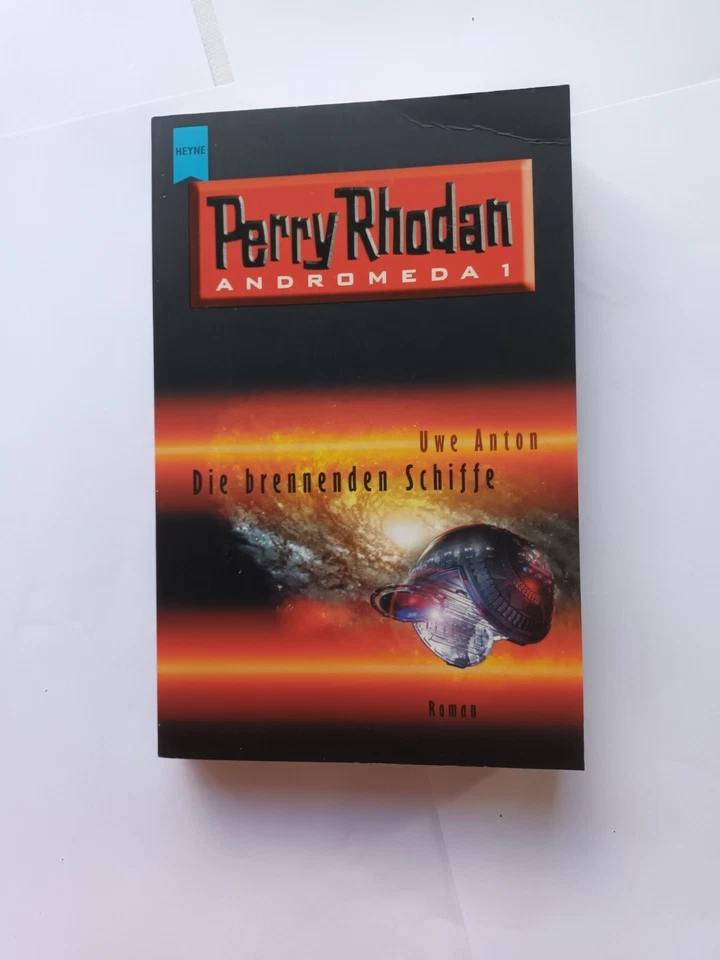 HEYNE
Perry Rhodan
ANDROMEDA 1
Uwe Anton
Die brennenden Schiffe
Roman